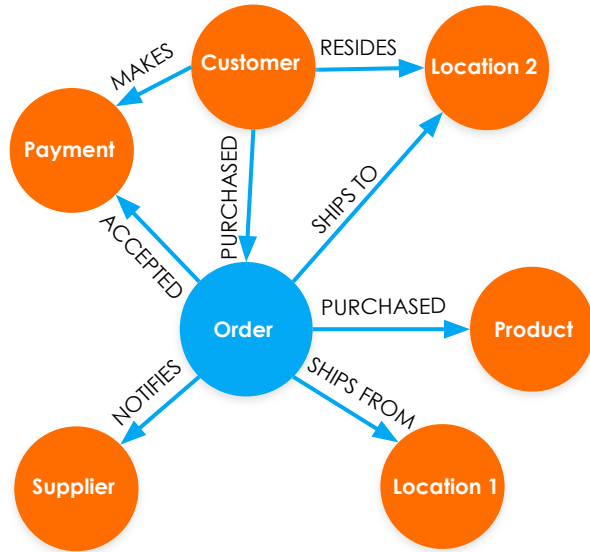 MAKES
Customer
RESIDES
Location 2
Payment
PURCHASED
SHIPS TO
ACCEPTED
Order
PURCHASED
Product
NOTIFIES
SHIPS FROM
Supplier
Location 1